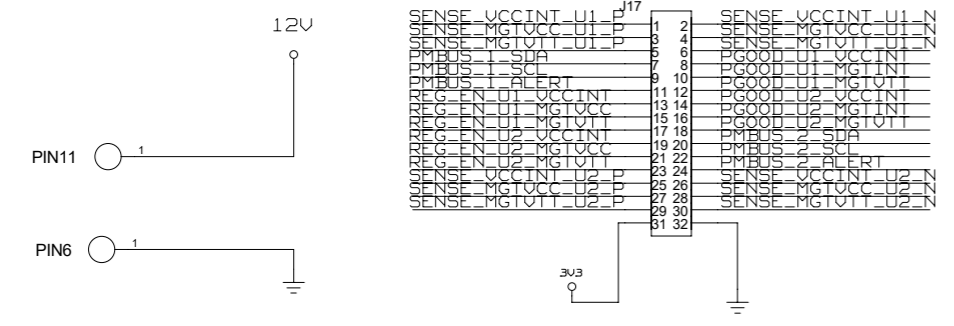 12V
PIN11 1
PIN6 1
J17
SENSE_VCCINT_U1_P 1 2 SENSE_VCCINT_U1_N
SENSE_MGTVCC_U1_P 3 4 SENSE_MGTVCC_U1_N
SENSE_MGTVTT_U1_P 5 6 SENSE_MGTVTT_U1_N
PMBUS_1_SDA 7 8 PGOOD_U1_VCCINT
PMBUS_1_SCL 9 10 PGOOD_U1_MGTINT
PMBUS_1_ALERT 11 12 PGOOD_U1_MGTVTT
REG_EN_U1_VCCINT 13 14 PGOOD_U2_VCCINT
REG_EN_U1_MGTVCC 15 16 PGOOD_U2_MGTINT
REG_EN_U1_MGTVTT 17 18 PGOOD_U2_MGTVTT
REG_EN_U2_VCCINT 19 20 PMBUS_2_SDA
REG_EN_U2_MGTVCC 21 22 PMBUS_2_SCL
REG_EN_U2_MGTVTT 23 24 PMBUS_2_ALERT
SENSE_VCCINT_U2_P 25 26 SENSE_VCCINT_U2_N
SENSE_MGTVCC_U2_P 27 28 SENSE_MGTVCC_U2_N
SENSE_MGTVTT_U2_P 29 30 SENSE_MGTVTT_U2_N
31 32
3V3